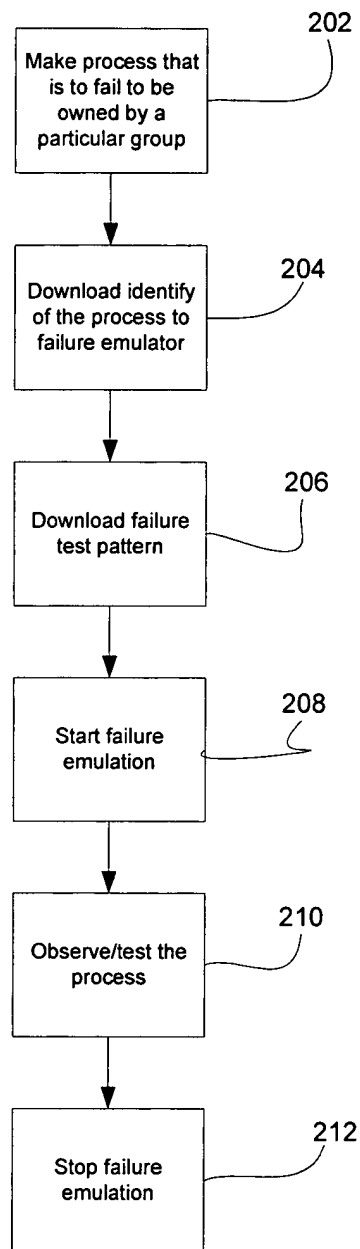 202
Make process that
is to fail to be
owned by a
particular group
204
Download identify
of the process to
failure emulator
206
Download failure
test pattern
208
Start failure
emulation
210
Observe/test the
process
212
Stop failure
emulation